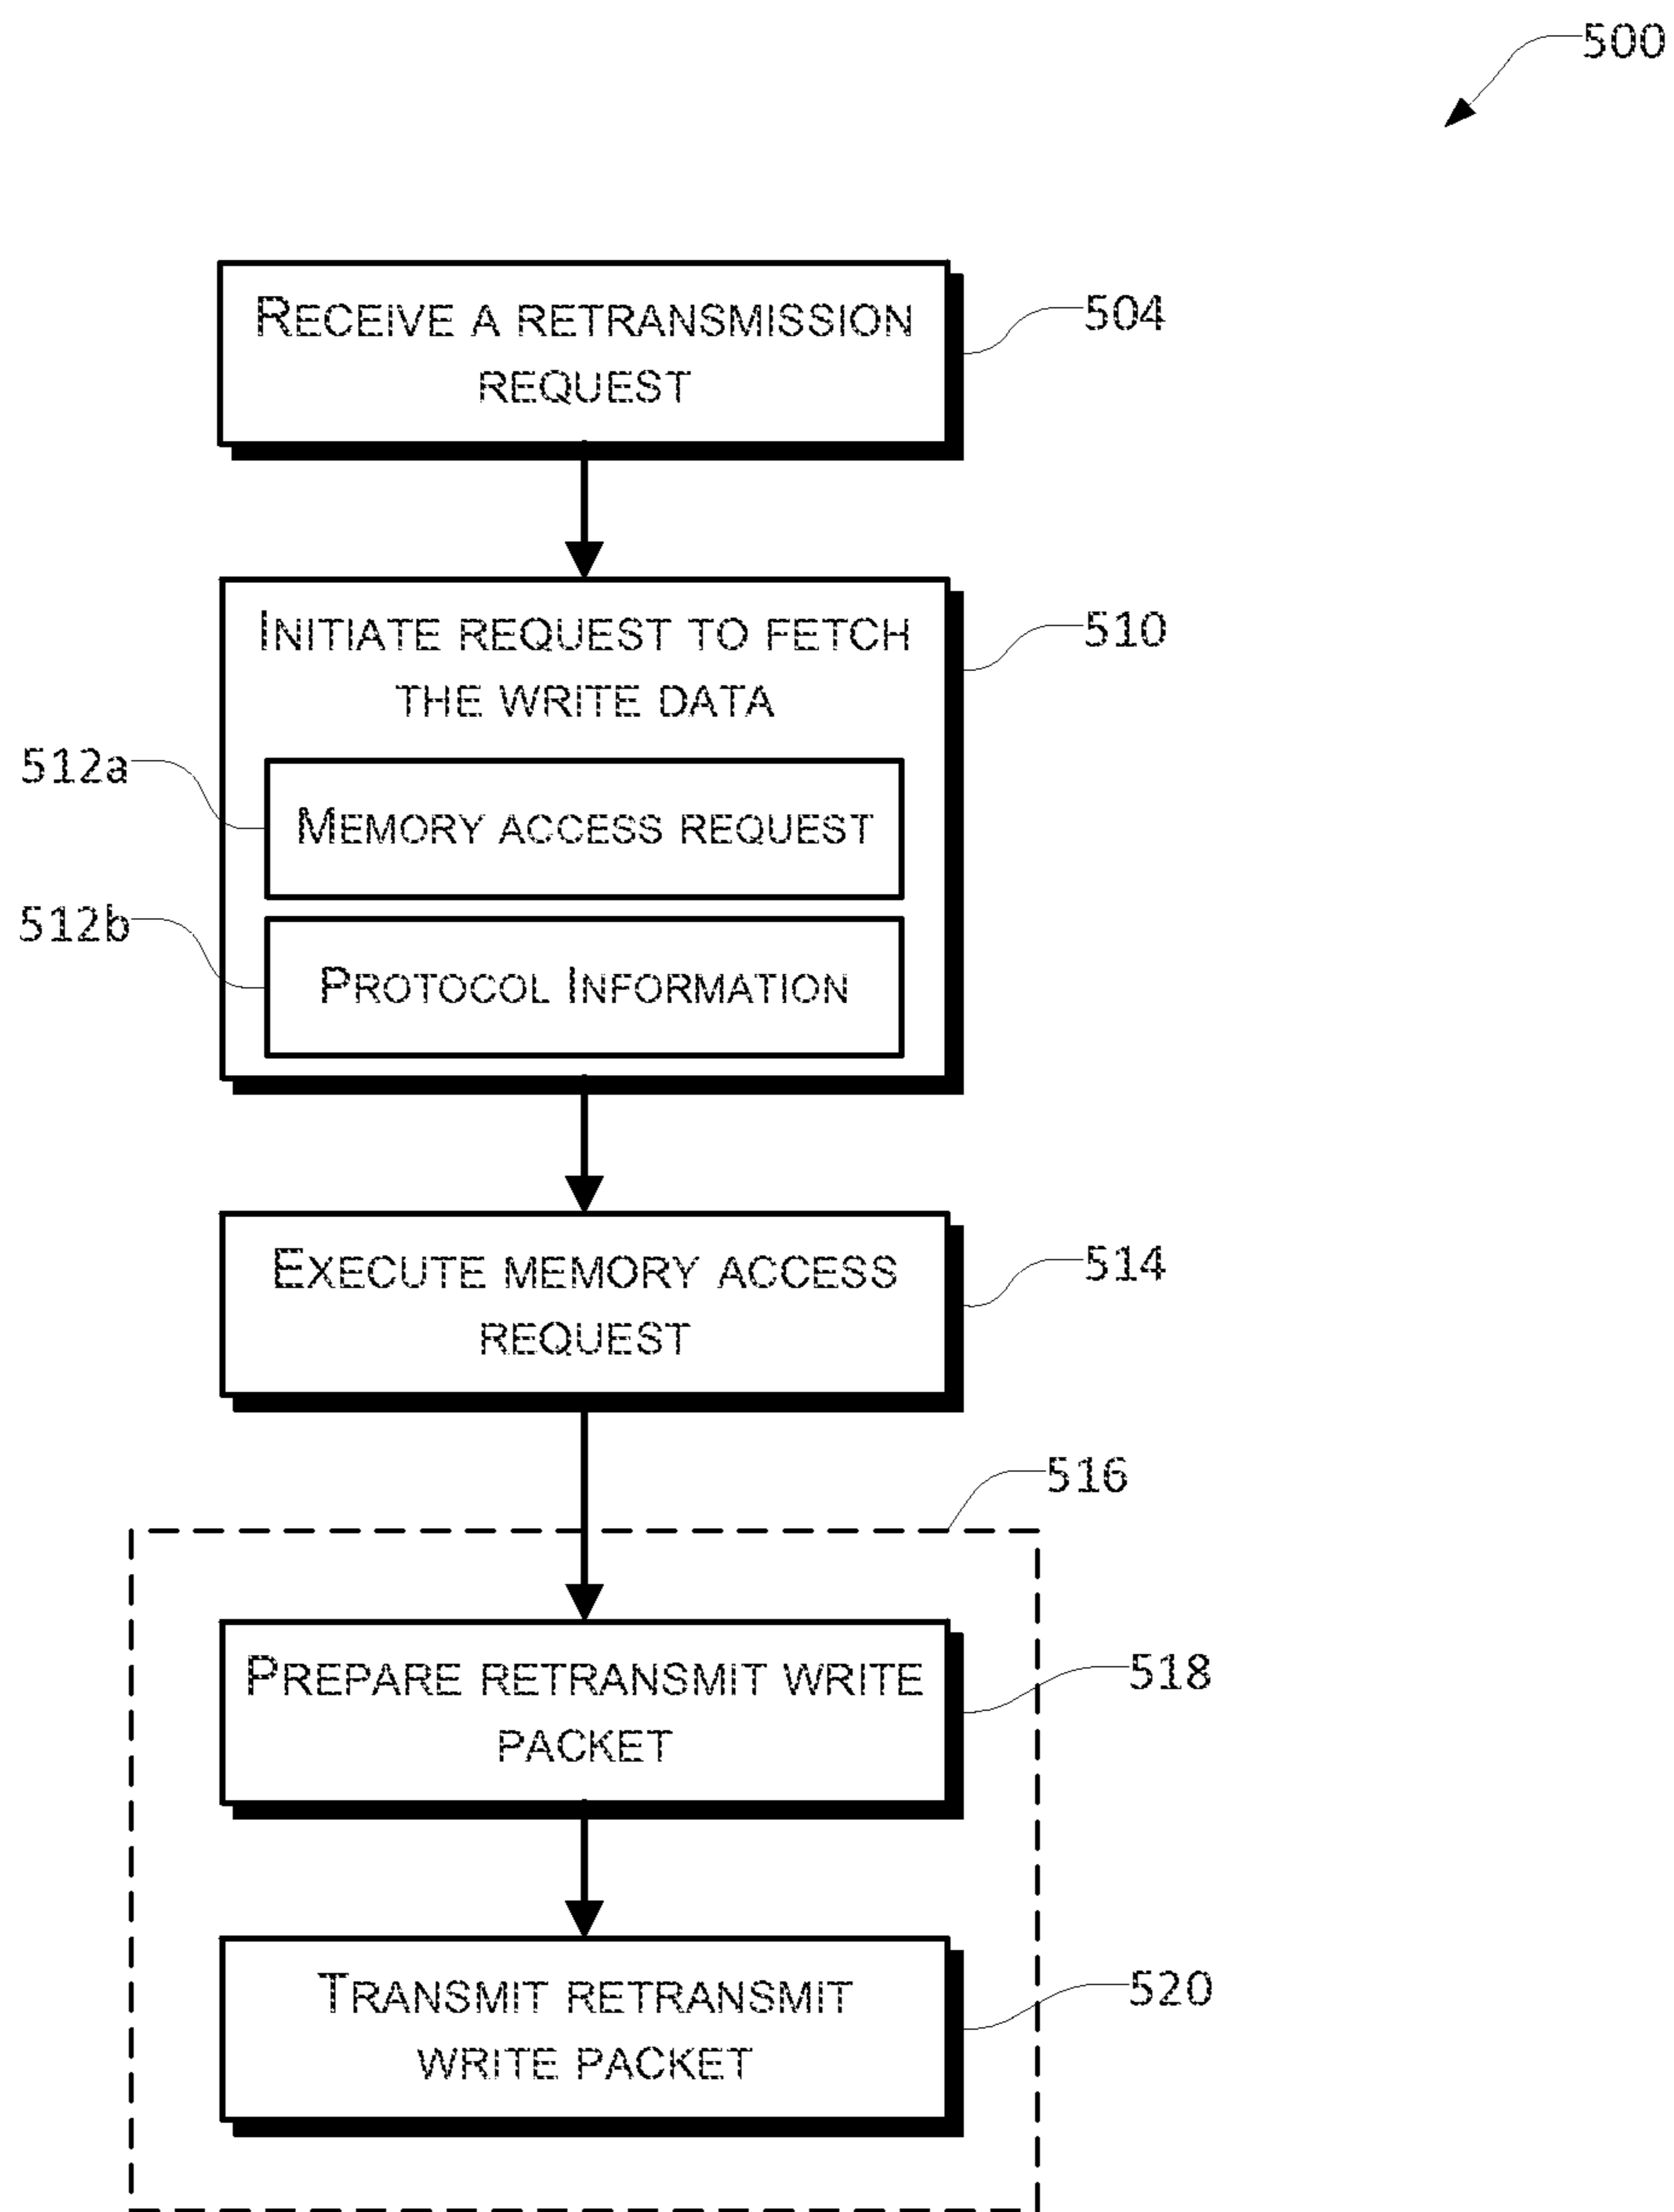 500
RECEIVE A RETRANSMISSION
REQUEST
504
INITIATE REQUEST TO FETCH
THE WRITE DATA
510
512a
MEMORY ACCESS REQUEST
512b
PROTOCOL INFORMATION
EXECUTE MEMORY ACCESS
REQUEST
514
516
PREPARE RETRANSMIT WRITE
PACKET
518
TRANSMIT RETRANSMIT
WRITE PACKET
520